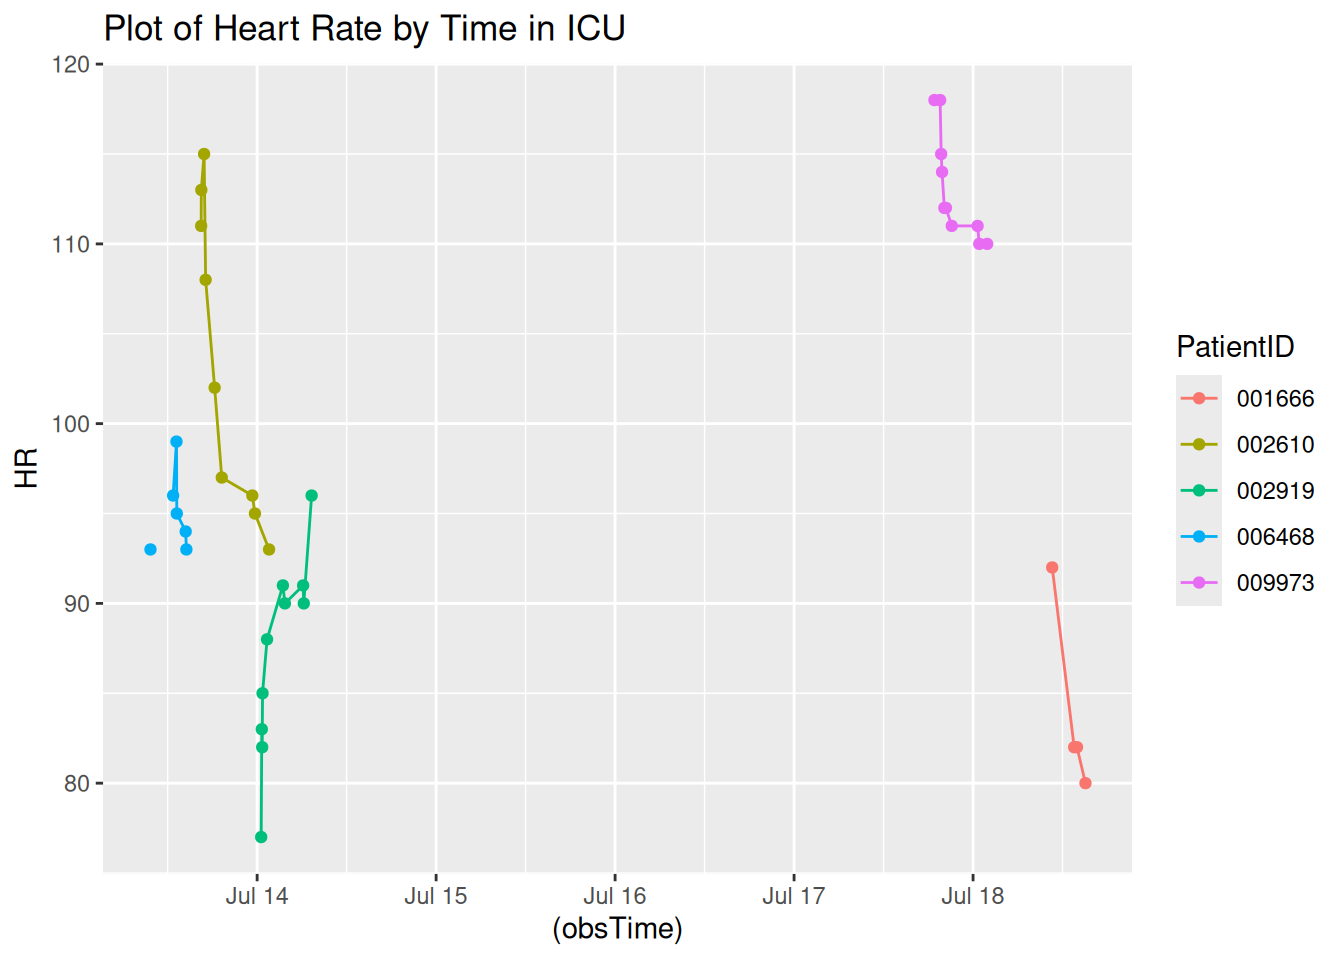 Plot of Heart Rate by Time in ICU
120
110
100
90
80
HR
Jul 14
Jul 15
Jul 16
Jul 17
Jul 18
(obsTime)
PatientID
001666
002610
002919
006468
009973